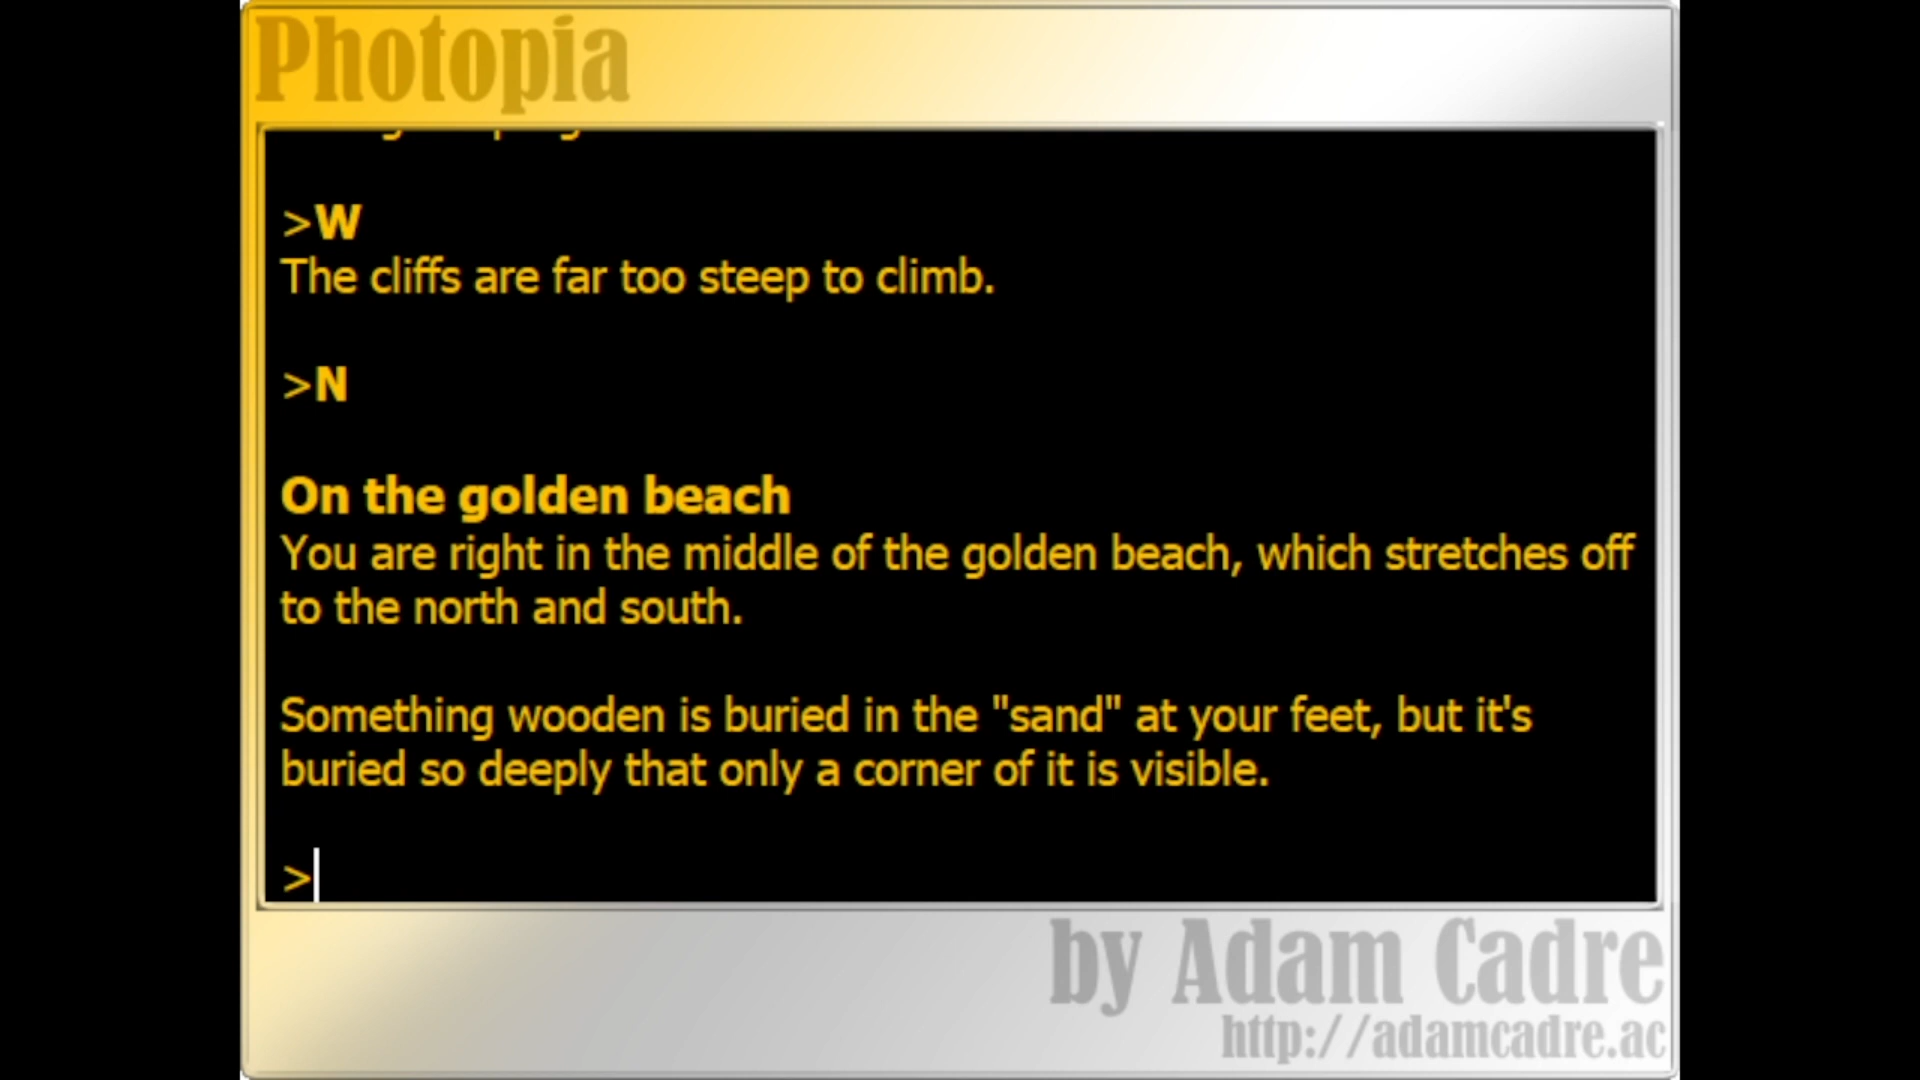 Photopia
>W
The cliffs are far too steep to climb.
>N
On the golden beach
You are right in the middle of the golden beach, which stretches off
to the north and south.
Something wooden is buried in the "sand" at your feet, but it's
buried so deeply that only a corner of it is visible.
>
by Adam Cadre
http://adamcadre.ac